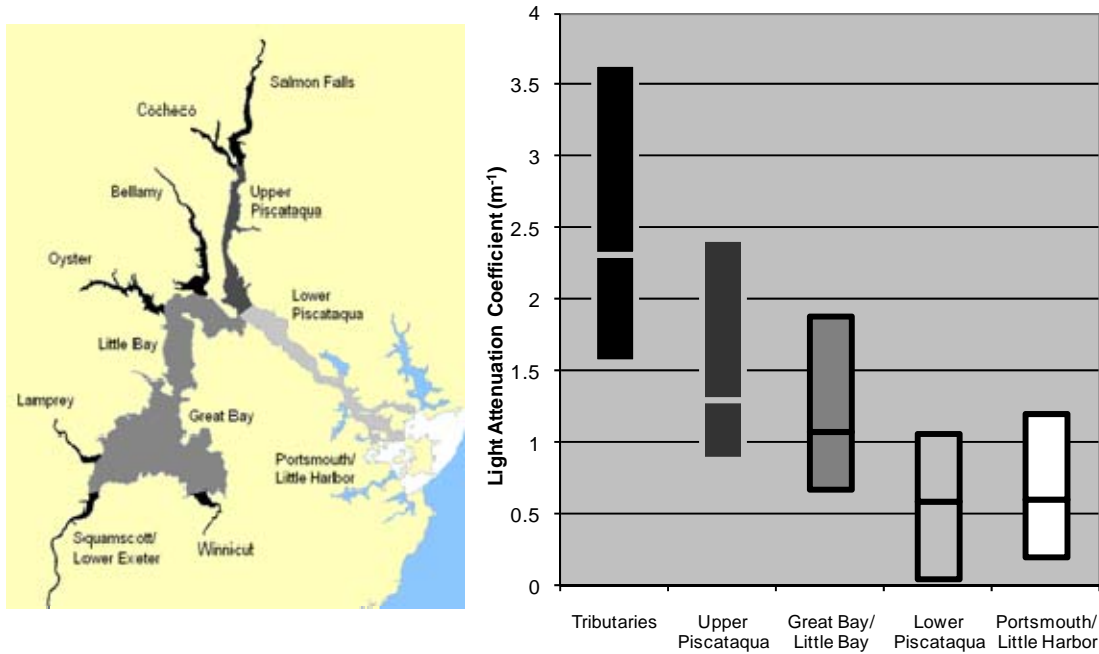 Salmon Falls
Cocheco
Bellamy
Upper
Piscataqua
Oyster
Lower
Piscataqua
Little Bay
Lamprey
Great Bay
Portsmouth/
Little Harbor
Squamscott/
Lower Exeter
Winnicut
Light Attenuation Coefficient (m⁻¹)
4
3.5
3
2.5
2
1.5
1
0.5
0
Tributaries
Upper
Piscataqua
Great Bay/
Little Bay
Lower
Piscataqua
Portsmouth/
Little Harbor